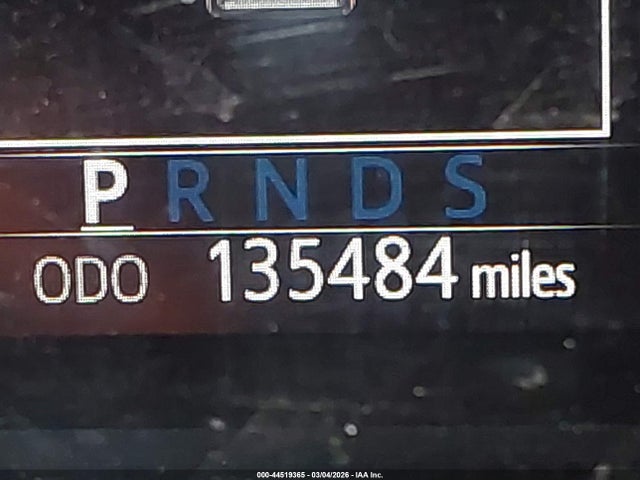 P R N D S
ODO 135484 miles
000-44519365 - 03/04/2026 - IAA Inc.